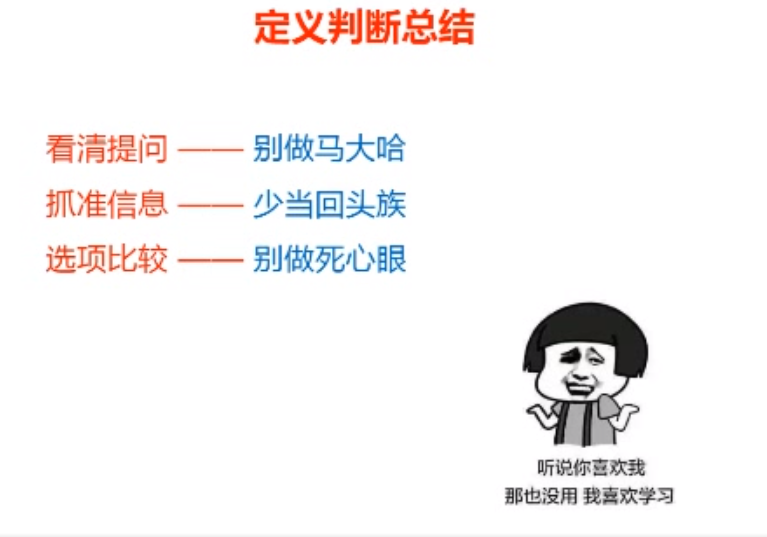 定义判断总结
看清提问 —— 别做马大哈
抓准信息 —— 少当回头族
选项比较 —— 别做死心眼
听说你喜欢我
那也没用 我喜欢学习